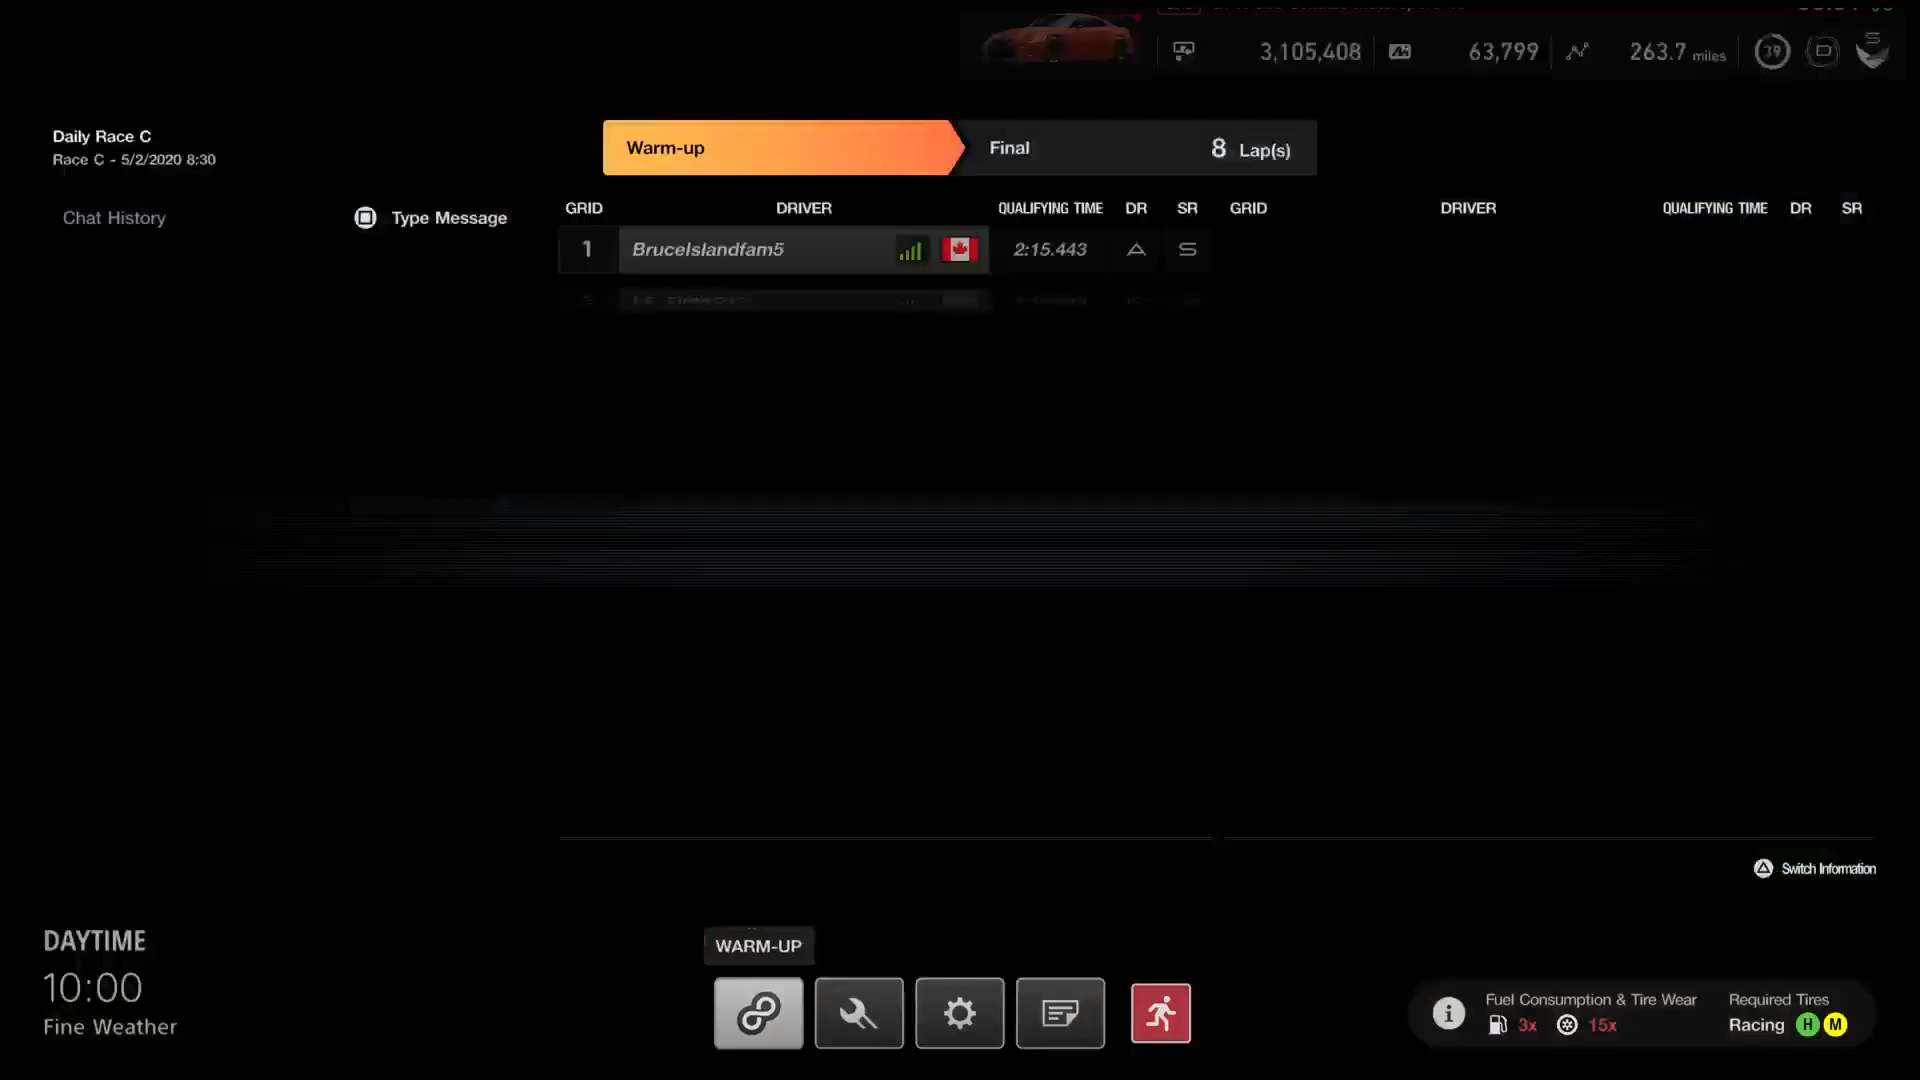 3,105,408 63,799 263.7 miles 39 D S
Daily Race C
Race C - 5/2/2020 8:30
Warm-up Final 8 Lap(s)
Chat History Type Message
GRID DRIVER QUALIFYING TIME DR SR GRID DRIVER QUALIFYING TIME DR SR
1 BruceIslandfam5 2:15.443 A S
Switch Information
DAYTIME
10:00
Fine Weather
WARM-UP
Fuel Consumption & Tire Wear
3x 15x
Required Tires
Racing H M